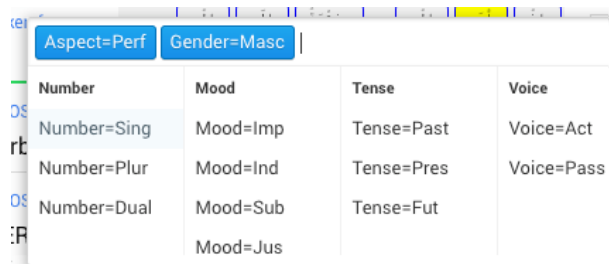 Aspect=Perf Gender=Masc
Number Mood Tense Voice
Number=Sing Mood=Imp Tense=Past Voice=Act
Number=Plur Mood=Ind Tense=Pres Voice=Pass
Number=Dual Mood=Sub Tense=Fut
Mood=Jus